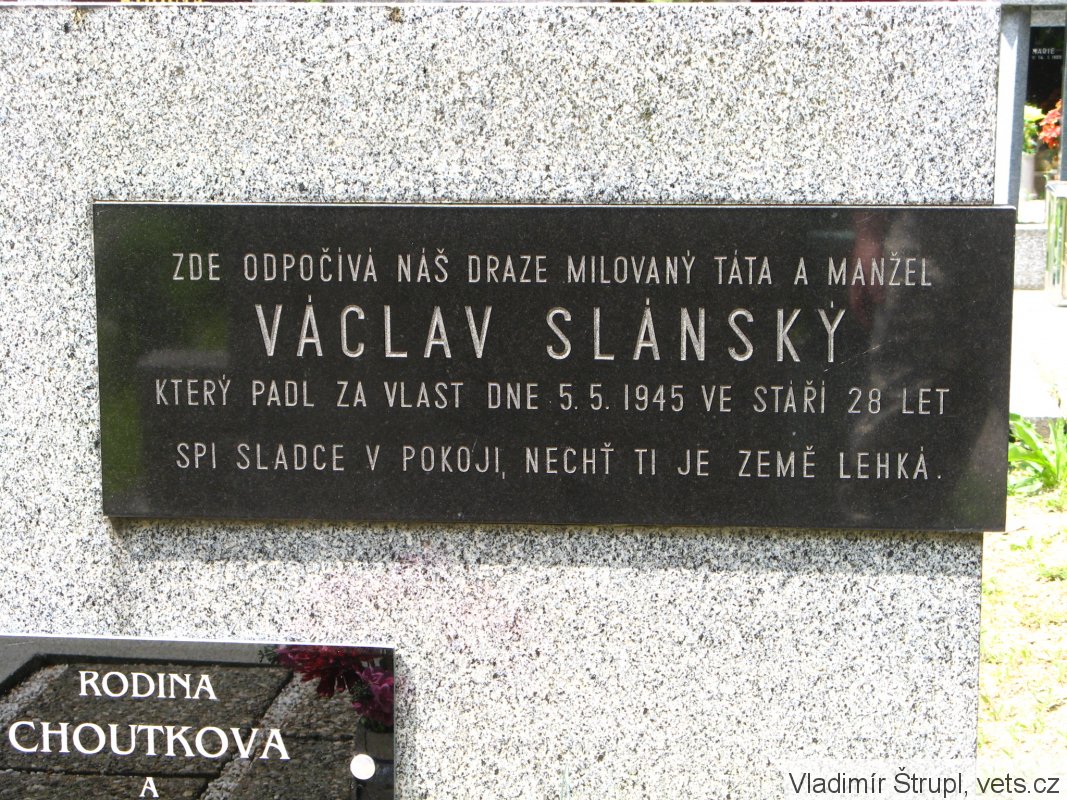 ZDE ODPOČÍVÁ NÁŠ DRAZE MILOVANÝ TÁTA A MANŽEL
VÁCLAV SLÁNSKÝ
KTERÝ PADL ZA VLAST DNE 5.5.1945 VE STÁŘÍ 28 LET
SPI SLADCE V POKOJI, NECHŤ TI JE ZEMĚ LEHKÁ.
RODINA
CHOUTKOVA
A
MARIE
Vladimír Štrupl, vets.cz